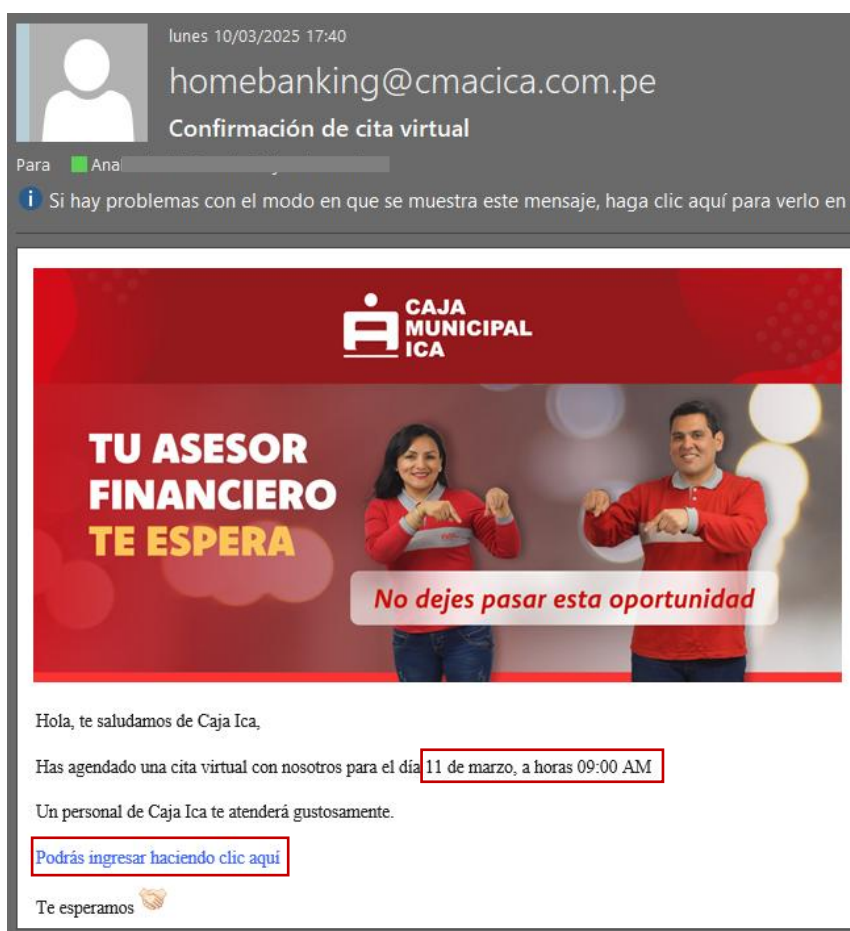 lunes 10/03/2025 17:40
homebanking@cmacica.com.pe
Confirmación de cita virtual
Para Ana
Si hay problemas con el modo en que se muestra este mensaje, haga clic aquí para verlo en
CAJA
MUNICIPAL
ICA
TU ASESOR
FINANCIERO
TE ESPERA
No dejes pasar esta oportunidad
Hola, te saludamos de Caja Ica,
Has agendado una cita virtual con nosotros para el día 11 de marzo, a horas 09:00 AM
Un personal de Caja Ica te atenderá gustosamente.
Podrás ingresar haciendo clic aquí
Te esperamos